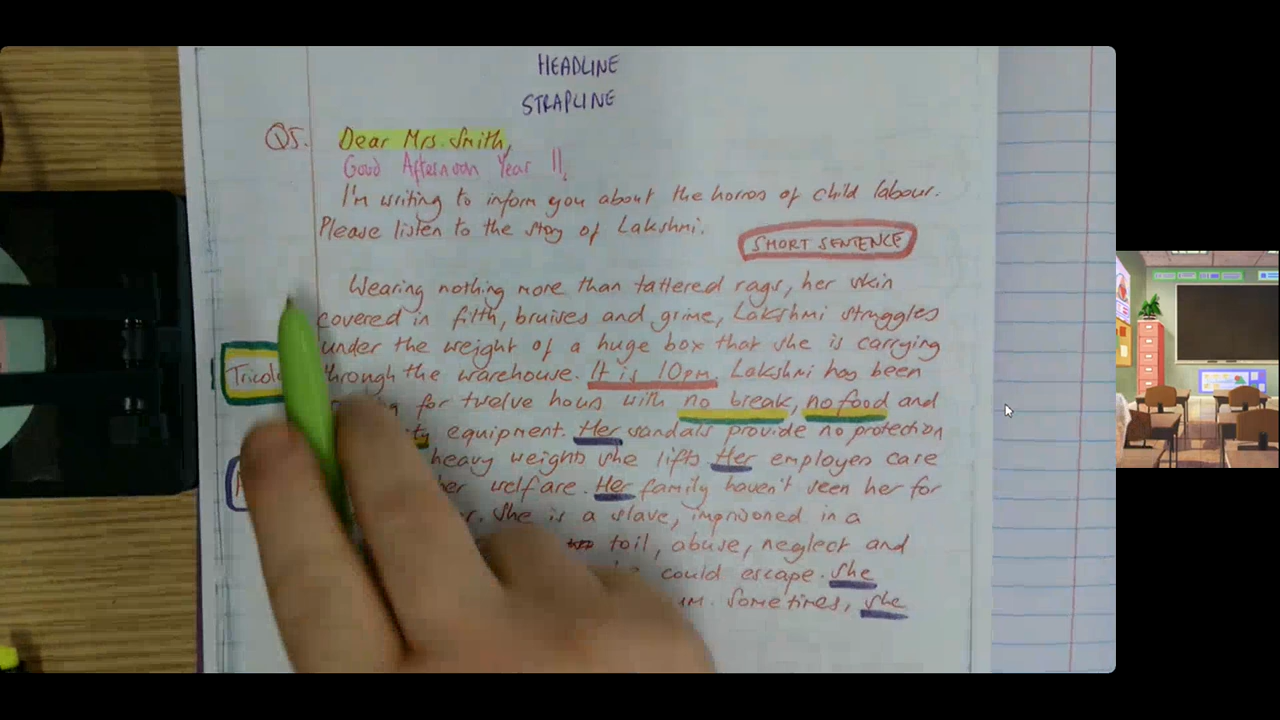 HEADLINE
STRAPLINE
Q5. Dear Mrs. Smith,
Good Afternoon Year 11,
I'm writing to inform you about the horros of child labour.
Please listen to the stoy of Lakshmi.
SHORT SENTENCE
Wearing nothing more than tattered rags, her skin
covered in filth, bruises and grime, Lakshmi struggles
under the weight of a huge box that she is carrying
Tricol
through the warehouse. It is 10pm. Lakshmi has been
for twelve hours with no break, no food and
equipment. Her sandals provide no protection
heavy weights she lifts. Her employers care
her welfare. Her family haven't seen her for
She is a slave, imprisoned in a
toil, abuse, neglect and
could escape. She
Sometimes, she